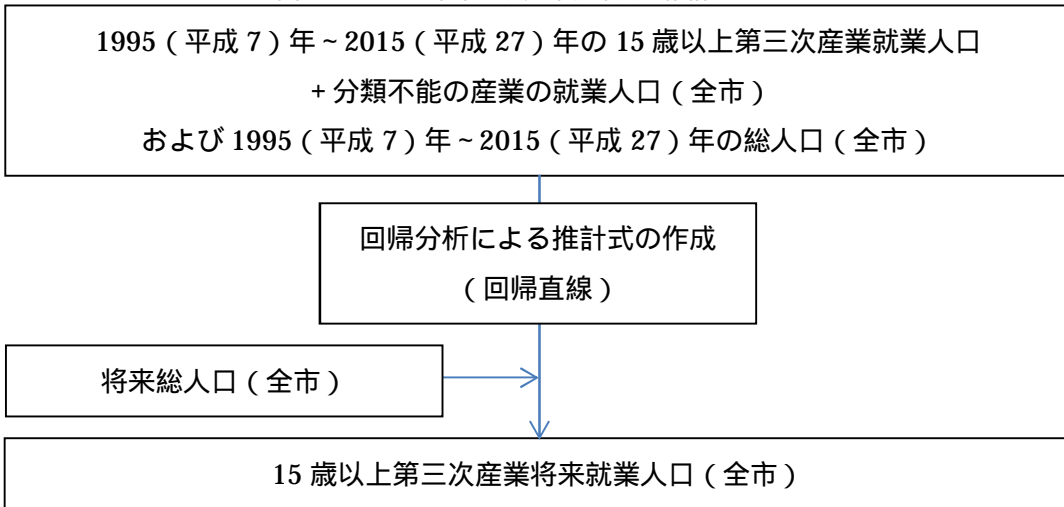 1995(平成 7)年~2015(平成 27)年の 15 歳以上第三次産業就業人口
+分類不能の産業の就業人口(全市)
および 1995(平成 7)年~2015(平成 27)年の総人口(全市)
回帰分析による推計式の作成
(回帰直線)
将来総人口(全市)
15 歳以上第三次産業将来就業人口(全市)